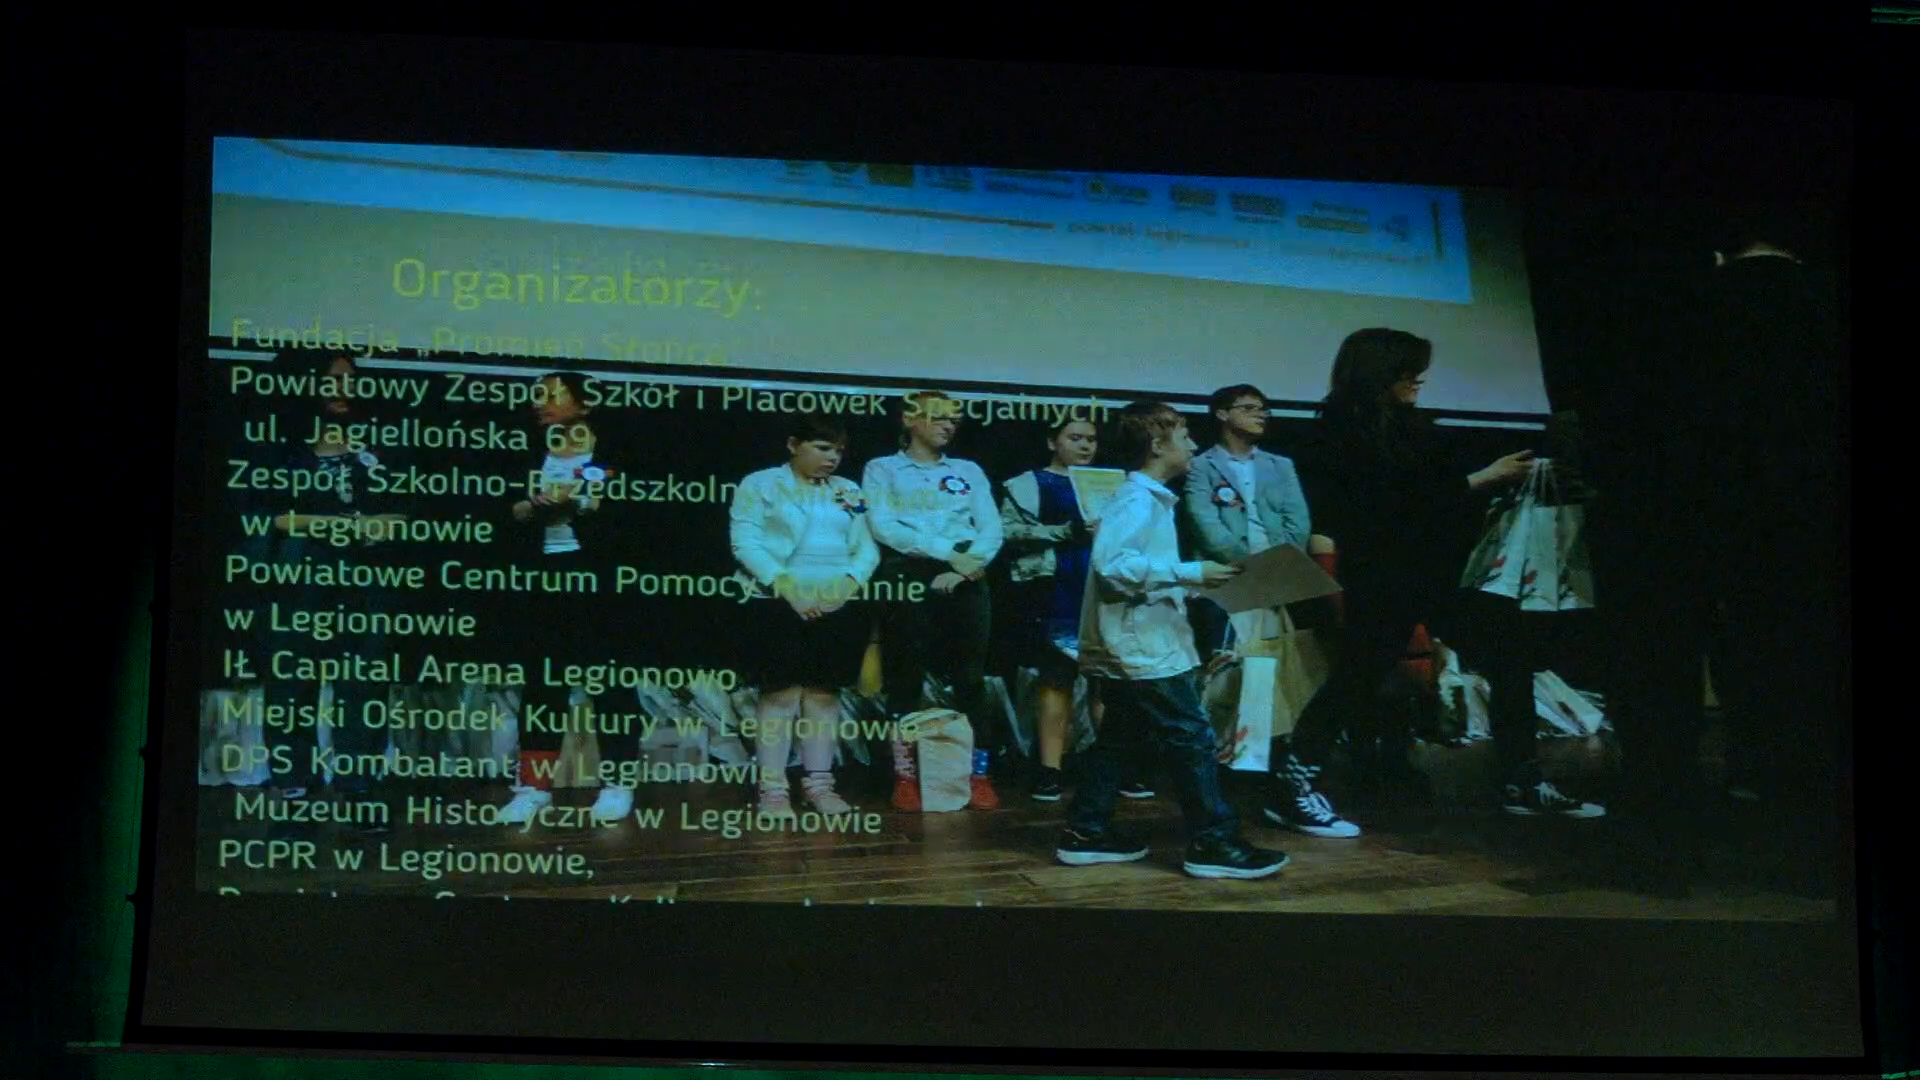 Organizatorzy:
Fundacja „Promień Słońca"
Powiatowy Zespół Szkół i Placówek Specjalnych
ul. Jagiellońska 69
Zespół Szkolno-Przedszkolny
w Legionowie
Powiatowe Centrum Pomocy Rodzinie
w Legionowie
IŁ Capital Arena Legionowo
Miejski Ośrodek Kultury w Legionowie
DPS Kombatant w Legionowie
Muzeum Historyczne w Legionowie
PCPR w Legionowie,